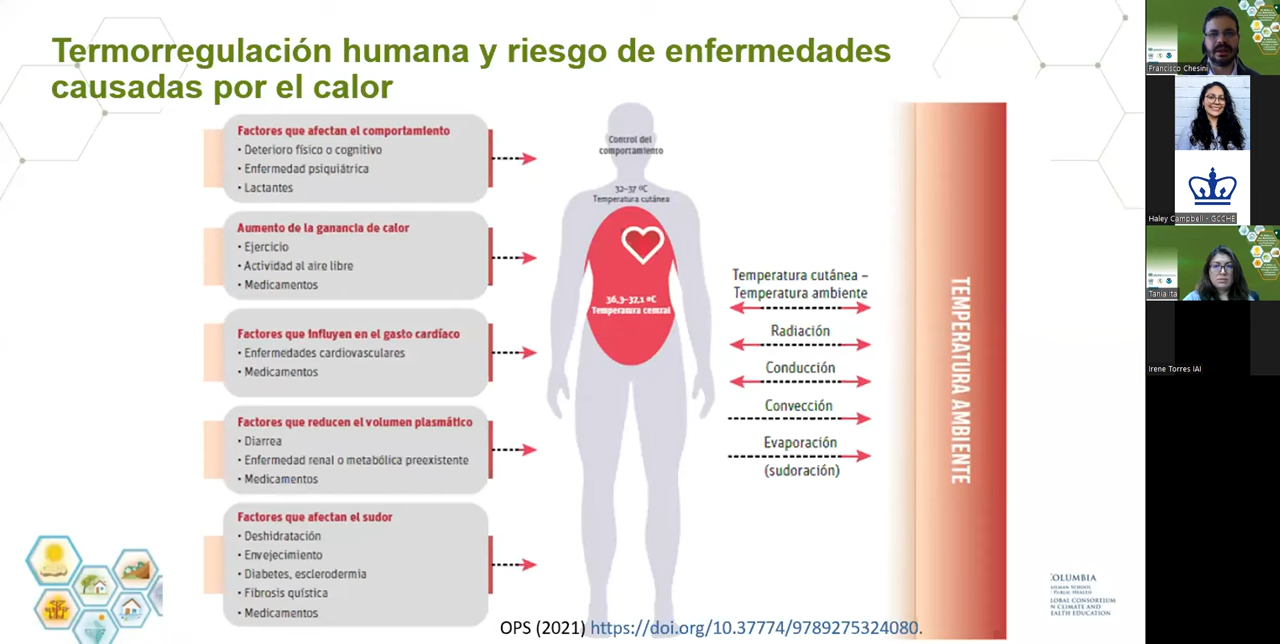 Termorregulación humana y riesgo de enfermedades
causadas por el calor
Factores que afectan el comportamiento
• Deterioro físico o cognitivo
• Enfermedad psiquiátrica
• Lactantes
Aumento de la ganancia de calor
• Ejercicio
• Actividad al aire libre
• Medicamentos
Factores que influyen en el gasto cardíaco
• Enfermedades cardiovasculares
• Medicamentos
Factores que reducen el volumen plasmático
• Diarrea
• Enfermedad renal o metabólica preexistente
• Medicamentos
Factores que afectan el sudor
• Deshidratación
• Envejecimiento
• Diabetes, esclerodermia
• Fibrosis quística
• Medicamentos
Control del
comportamiento
32–37 ºC
Temperatura cutánea
36,3–37,1 ºC
Temperatura central
Temperatura cutánea –
Temperatura ambiente
Radiación
Conducción
Convección
Evaporación
(sudoración)
TEMPERATURA AMBIENTE
OPS (2021) https://doi.org/10.37774/9789275324080.
COLUMBIA
PUBLIC HEALTH
GLOBAL CONSORTIUM
ON CLIMATE AND
HEALTH EDUCATION
Francisco Chesini
Haley Campbell - GCCHE
Tania Ita
Irene Torres IAI